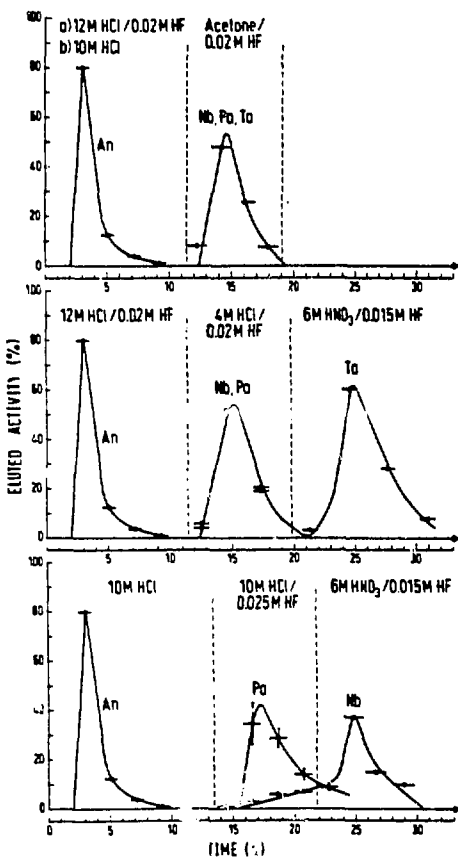 a) 12M HCl / 0.02M HF
b) 10M HCl
Acetone /
0.02M HF
100
80
60
40
20
0
An
Nb, Pa, Ta
0
5
10
15
20
25
30
12M HCl / 0.02M HF
4M HCl /
0.02M HF
6M HNO3 / 0.015M HF
ELUTED ACTIVITY (%)
80
60
40
20
0
An
Nb, Pa
Ta
0
5
10
15
20
25
30
10M HCl
10M HCl /
0.025M HF
6M HNO3 / 0.015M HF
80
60
20
0
An
Pa
Nb
0
5
10
15
20
25
30
TIME